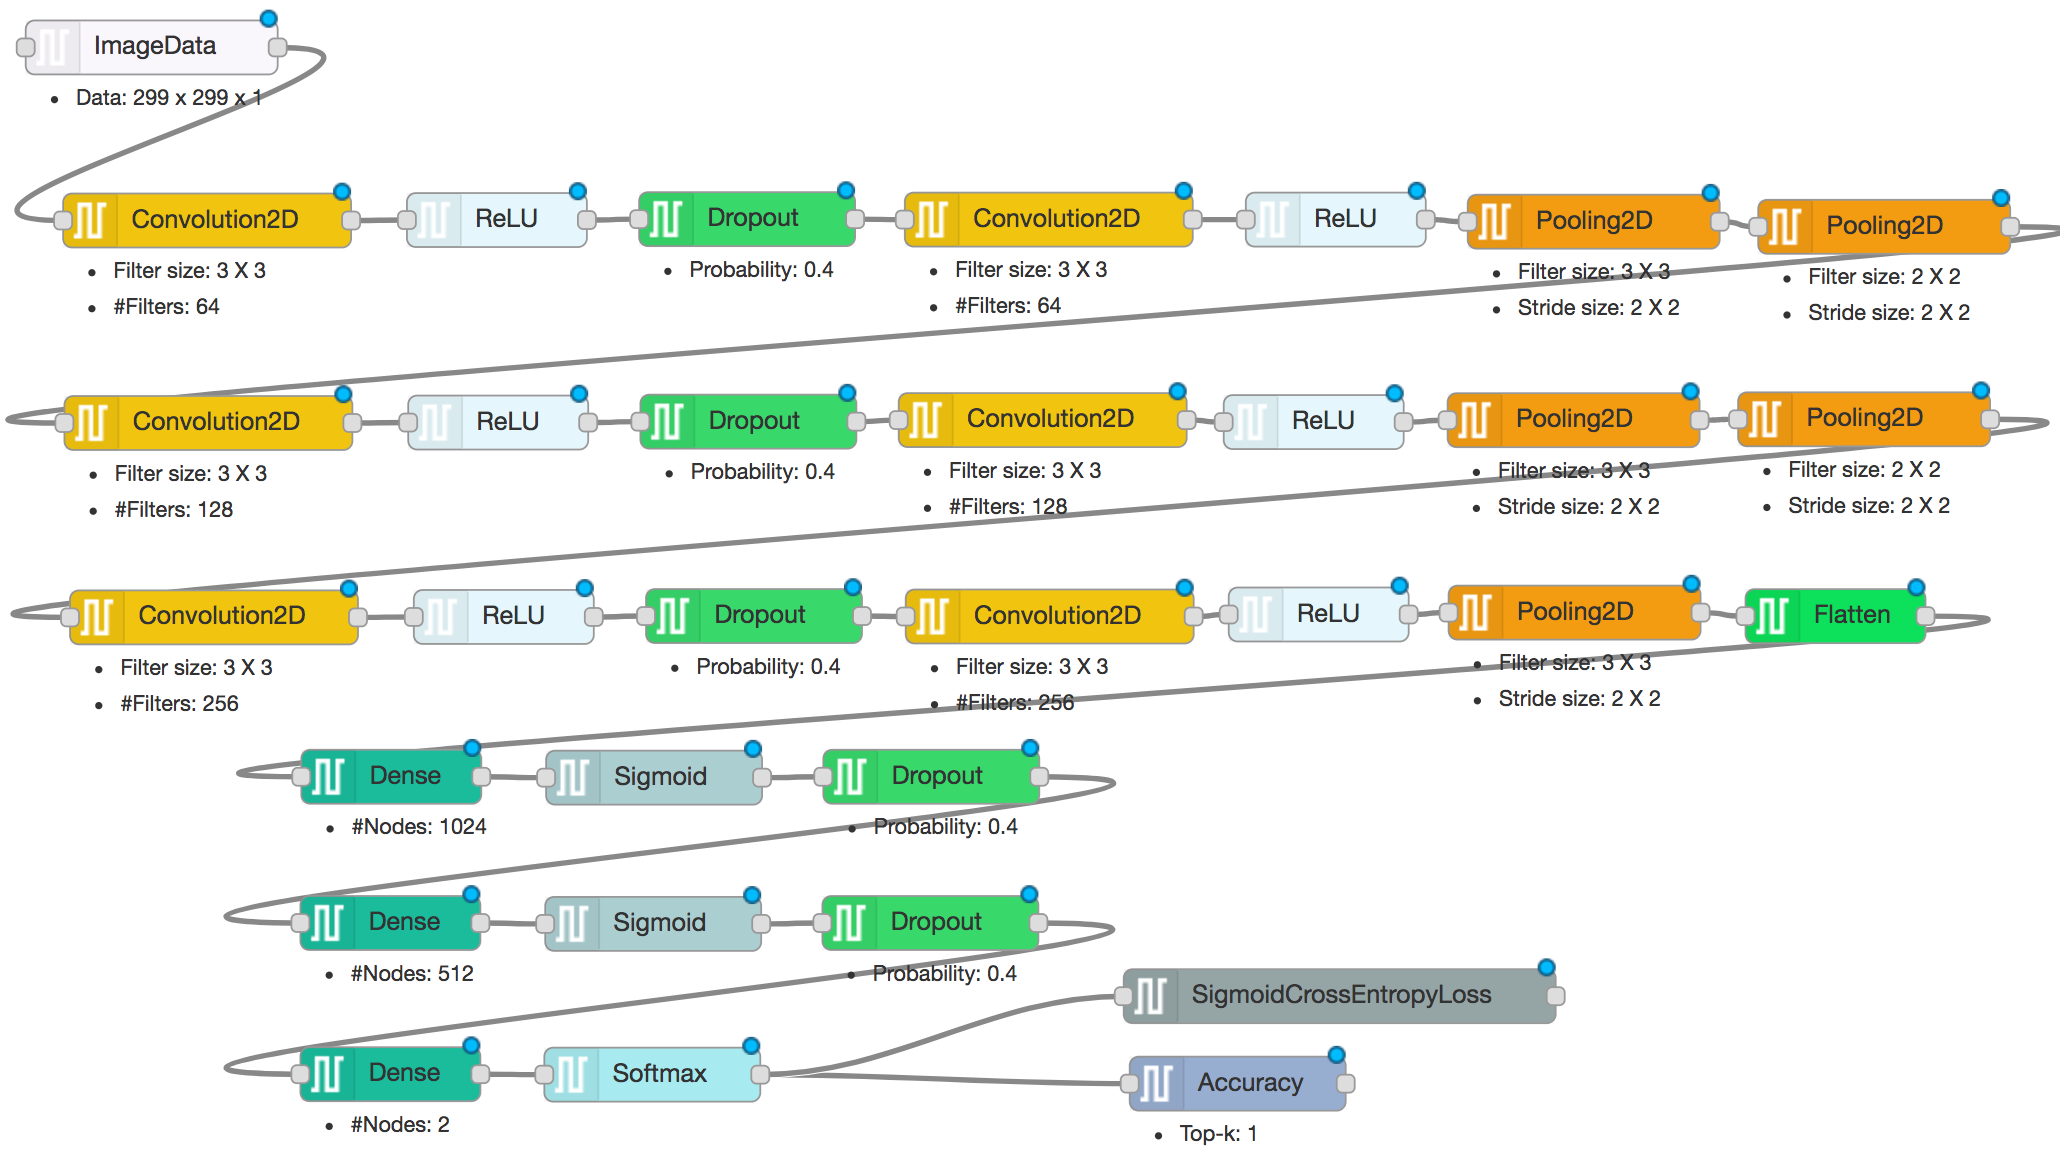 ImageData
Data: 299 x 299 x 1
Convolution2D ReLU Dropout Convolution2D ReLU Pooling2D Pooling2D
Filter size: 3 X 3 Probability: 0.4 Filter size: 3 X 3 Filter size: 3 X 3 Filter size: 2 X 2
#Filters: 64 #Filters: 64 Stride size: 2 X 2 Stride size: 2 X 2
Convolution2D ReLU Dropout Convolution2D ReLU Pooling2D Pooling2D
Filter size: 3 X 3 Probability: 0.4 Filter size: 3 X 3 Filter size: 3 X 3 Filter size: 2 X 2
#Filters: 128 #Filters: 128 Stride size: 2 X 2 Stride size: 2 X 2
Convolution2D ReLU Dropout Convolution2D ReLU Pooling2D Flatten
Filter size: 3 X 3 Probability: 0.4 Filter size: 3 X 3 Filter size: 3 X 3
#Filters: 256 #Filters: 256 Stride size: 2 X 2
Dense Sigmoid Dropout
#Nodes: 1024 Probability: 0.4
Dense Sigmoid Dropout
#Nodes: 512 Probability: 0.4
SigmoidCrossEntropyLoss
Dense Softmax Accuracy
#Nodes: 2 Top-k: 1